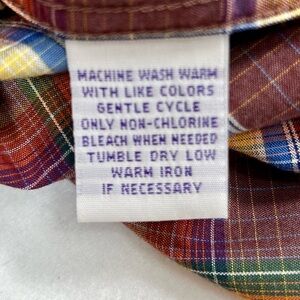 MACHINE WASH WARM
WITH LIKE COLORS
GENTLE CYCLE
ONLY NON-CHLORINE
BLEACH WHEN NEEDED
TUMBLE DRY LOW
WARM IRON
IF NECESSARY